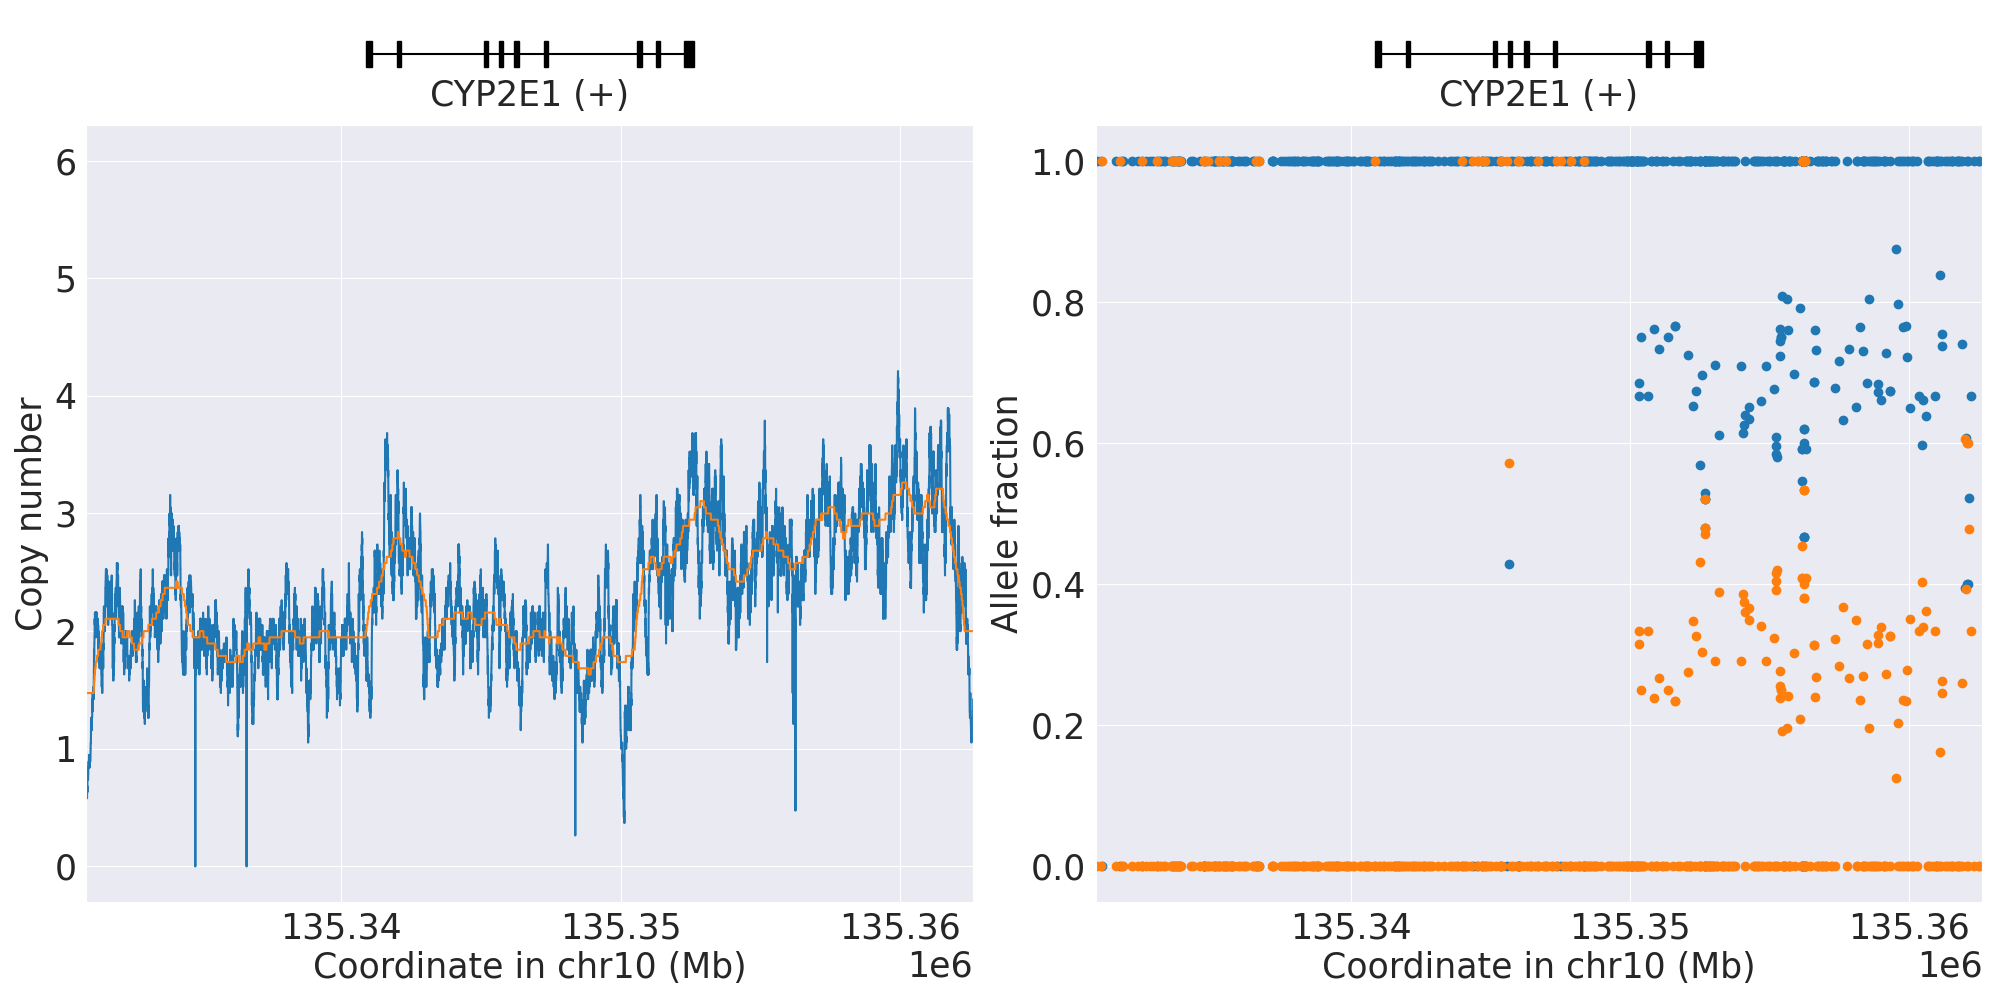 CYP2E1 (+)
Copy number
6
5
4
3
2
1
0
135.34 135.35 135.36
Coordinate in chr10 (Mb)
1e6
CYP2E1 (+)
Allele fraction
1.0
0.8
0.6
0.4
0.2
0.0
135.34 135.35 135.36
Coordinate in chr10 (Mb)
1e6